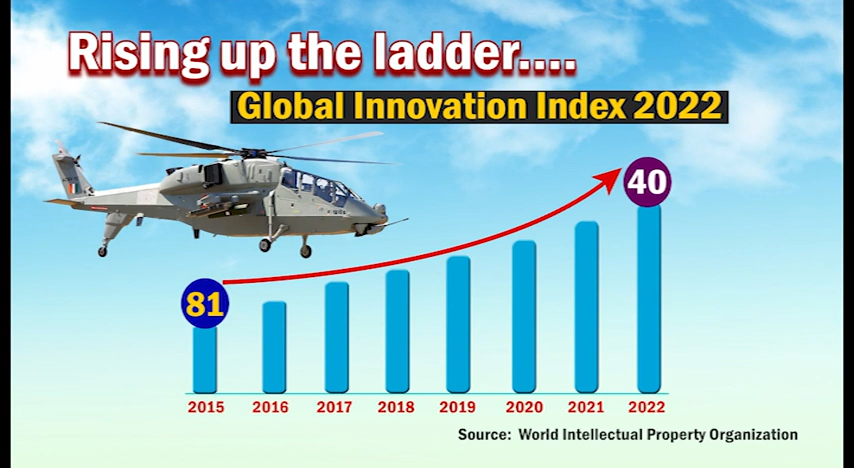 Rising up the ladder....
Global Innovation Index 2022
40
81
2015 2016 2017 2018 2019 2020 2021 2022
Source: World Intellectual Property Organization